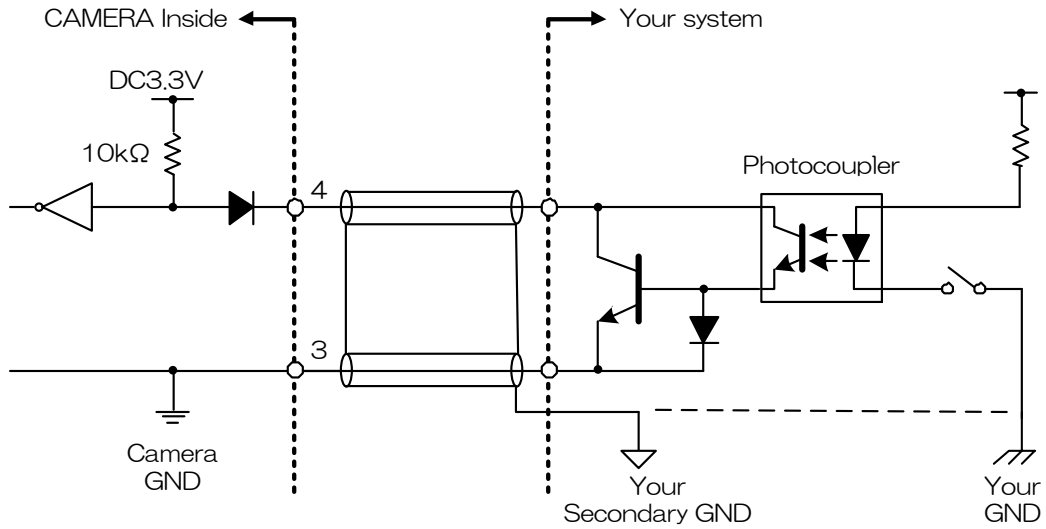 CAMERA Inside
Your system
DC3.3V
10kΩ
Photocoupler
4
3
Camera
GND
Your
Secondary GND
Your
GND